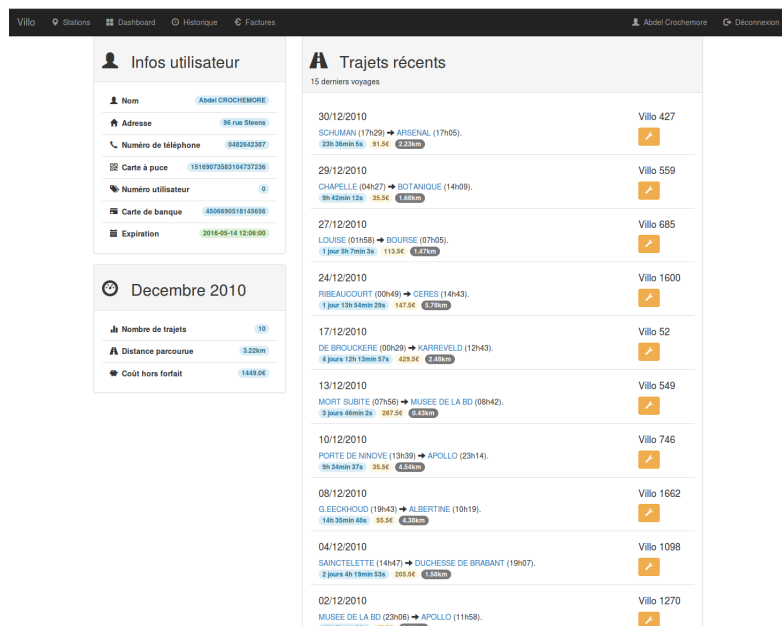 Villo Stations Dashboard Historique € Factures Abdel Crochemore Déconnexion
Infos utilisateur
Nom Abdel CROCHEMORE
Adresse 96 rue Steens
Numéro de téléphone 0482642387
Carte à puce 15169073583104737236
Numéro utilisateur 0
Carte de banque 4506690518145656
Expiration 2016-05-14 12:06:00
Decembre 2010
Nombre de trajets 10
Distance parcourue 3.22km
Coût hors forfait 1449.0€
Trajets récents
15 derniers voyages
30/12/2010 Villo 427
SCHUMAN (17h29) ➔ ARSENAL (17h05).
23h 36min 5s 91.5€ 2.23km
29/12/2010 Villo 559
CHAPELLE (04h27) ➔ BOTANIQUE (14h09).
9h 42min 12s 35.5€ 1.68km
27/12/2010 Villo 685
LOUISE (01h58) ➔ BOURSE (07h05).
1 jour 5h 7min 3s 113.5€ 1.47km
24/12/2010 Villo 1600
RIBEAUCOURT (00h49) ➔ CERES (14h43).
1 jour 13h 54min 29s 147.5€ 5.78km
17/12/2010 Villo 52
DE BROUCKERE (00h29) ➔ KARREVELD (12h43).
4 jours 12h 13min 57s 429.5€ 2.48km
13/12/2010 Villo 549
MORT SUBITE (07h56) ➔ MUSEE DE LA BD (08h42).
3 jours 46min 2s 287.5€ 0.43km
10/12/2010 Villo 746
PORTE DE NINOVE (13h39) ➔ APOLLO (23h14).
9h 34min 37s 35.5€ 4.54km
08/12/2010 Villo 1662
G.EECKHOUD (19h43) ➔ ALBERTINE (10h19).
14h 35min 48s 55.5€ 4.38km
04/12/2010 Villo 1098
SAINCTELETTE (14h47) ➔ DUCHESSE DE BRABANT (19h07).
2 jours 4h 19min 53s 205.5€ 1.58km
02/12/2010 Villo 1270
MUSEE DE LA BD (23h06) ➔ APOLLO (11h58).